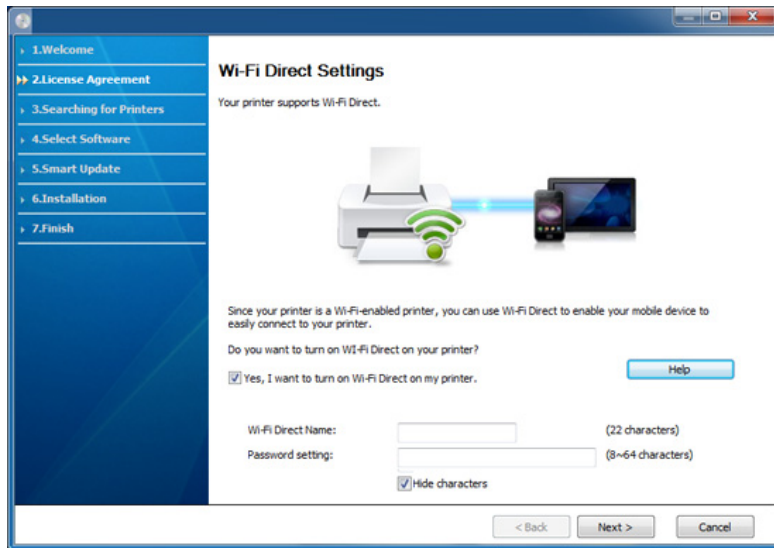 1.Welcome
2.License Agreement
3.Searching for Printers
4.Select Software
5.Smart Update
6.Installation
7.Finish
Wi-Fi Direct Settings
Your printer supports Wi-Fi Direct.
Since your printer is a Wi-Fi-enabled printer, you can use Wi-Fi Direct to enable your mobile device to
easily connect to your printer.
Do you want to turn on WI-Fi Direct on your printer?
Yes, I want to turn on Wi-Fi Direct on my printer.
Help
Wi-Fi Direct Name: (22 characters)
Password setting: (8~64 characters)
Hide characters
< Back Next > Cancel